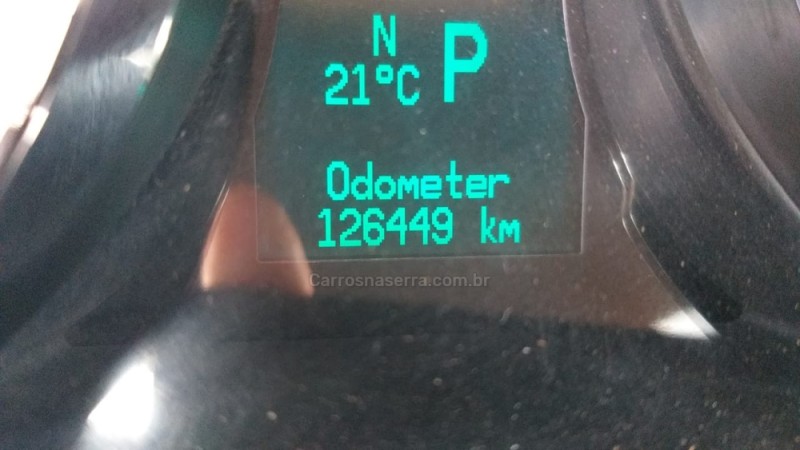 N
21°C P
Odometer
126449 km
Carrosnaserra.com.br